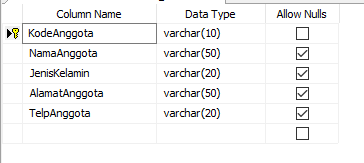 Column Name Data Type Allow Nulls
KodeAnggota varchar(10)
NamaAnggota varchar(50)
JenisKelamin varchar(20)
AlamatAnggota varchar(50)
TelpAnggota varchar(20)